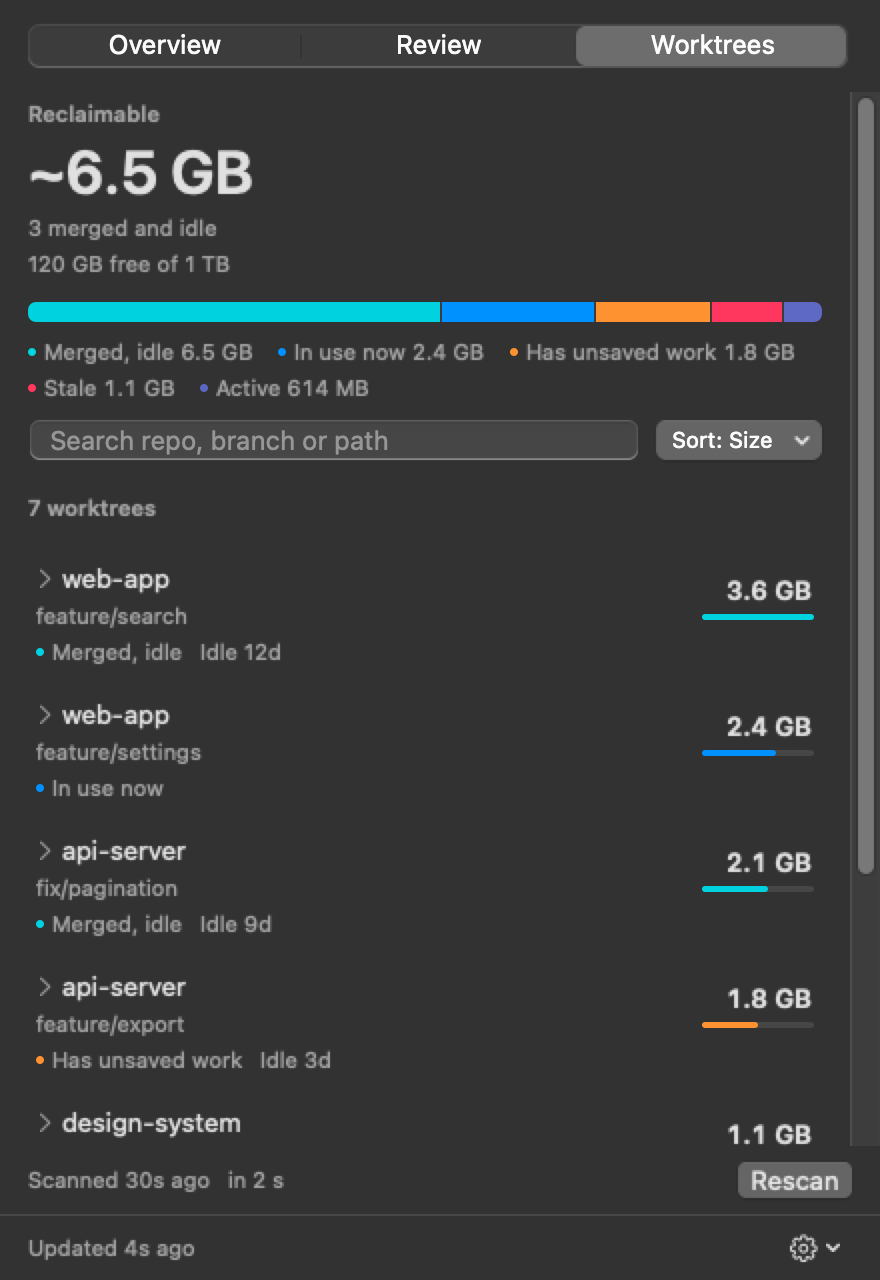 Overview Review Worktrees
Reclaimable
~6.5 GB
3 merged and idle
120 GB free of 1 TB
Merged, idle 6.5 GB In use now 2.4 GB Has unsaved work 1.8 GB
Stale 1.1 GB Active 614 MB
Search repo, branch or path Sort: Size
7 worktrees
web-app
3.6 GB
feature/search
Merged, idle Idle 12d
web-app
2.4 GB
feature/settings
In use now
api-server
2.1 GB
fix/pagination
Merged, idle Idle 9d
api-server
1.8 GB
feature/export
Has unsaved work Idle 3d
design-system
1.1 GB
Scanned 30s ago in 2 s Rescan
Updated 4s ago